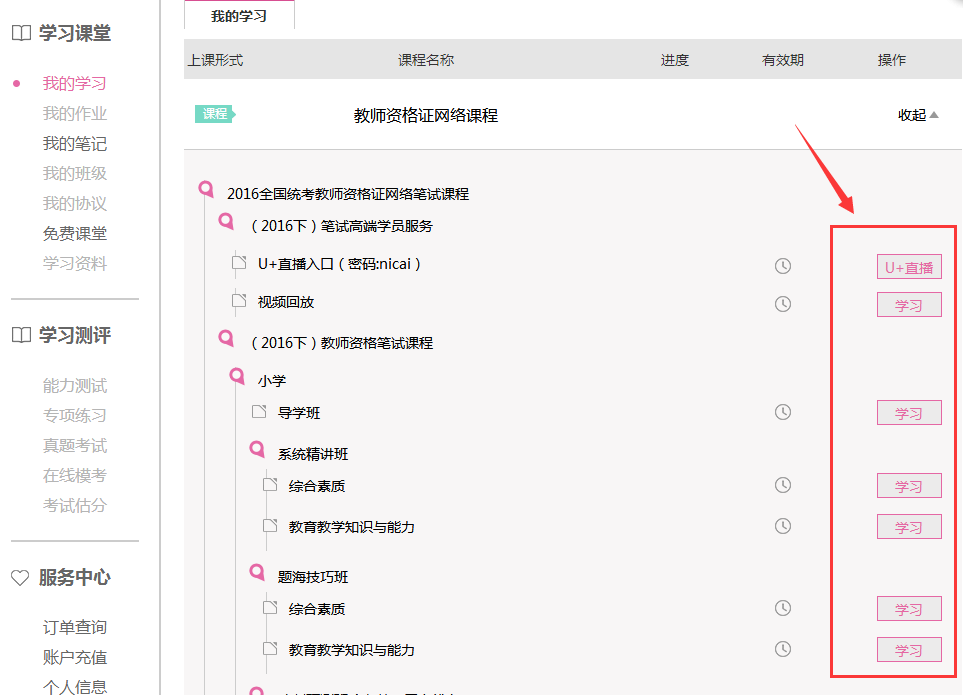 学习课堂
我的学习
我的作业
我的笔记
我的班级
我的协议
免费课堂
学习资料
学习测评
能力测试
专项练习
真题考试
在线模考
考试估分
服务中心
订单查询
账户充值
个人信息
我的学习
上课形式 课程名称 进度 有效期 操作
课程 教师资格证网络课程 收起
2016全国统考教师资格证网络笔试课程
（2016下）笔试高端学员服务
U+直播入口（密码:nicai） U+直播
视频回放 学习
（2016下）教师资格笔试课程
小学
导学班 学习
系统精讲班
综合素质 学习
教育教学知识与能力 学习
题海技巧班
综合素质 学习
教育教学知识与能力 学习